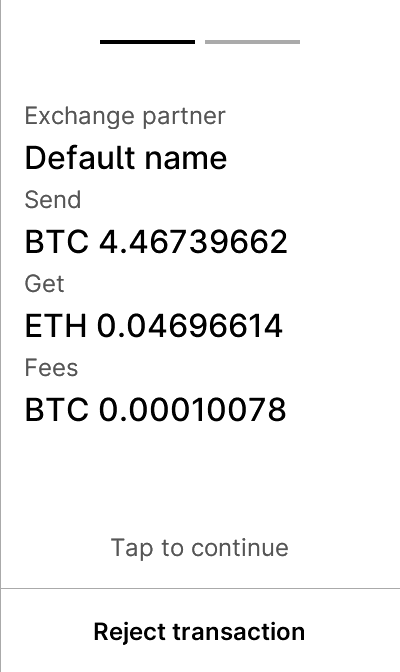 Exchange partner
Default name
Send
BTC 4.46739662
Get
ETH 0.04696614
Fees
BTC 0.00010078
Tap to continue
Reject transaction